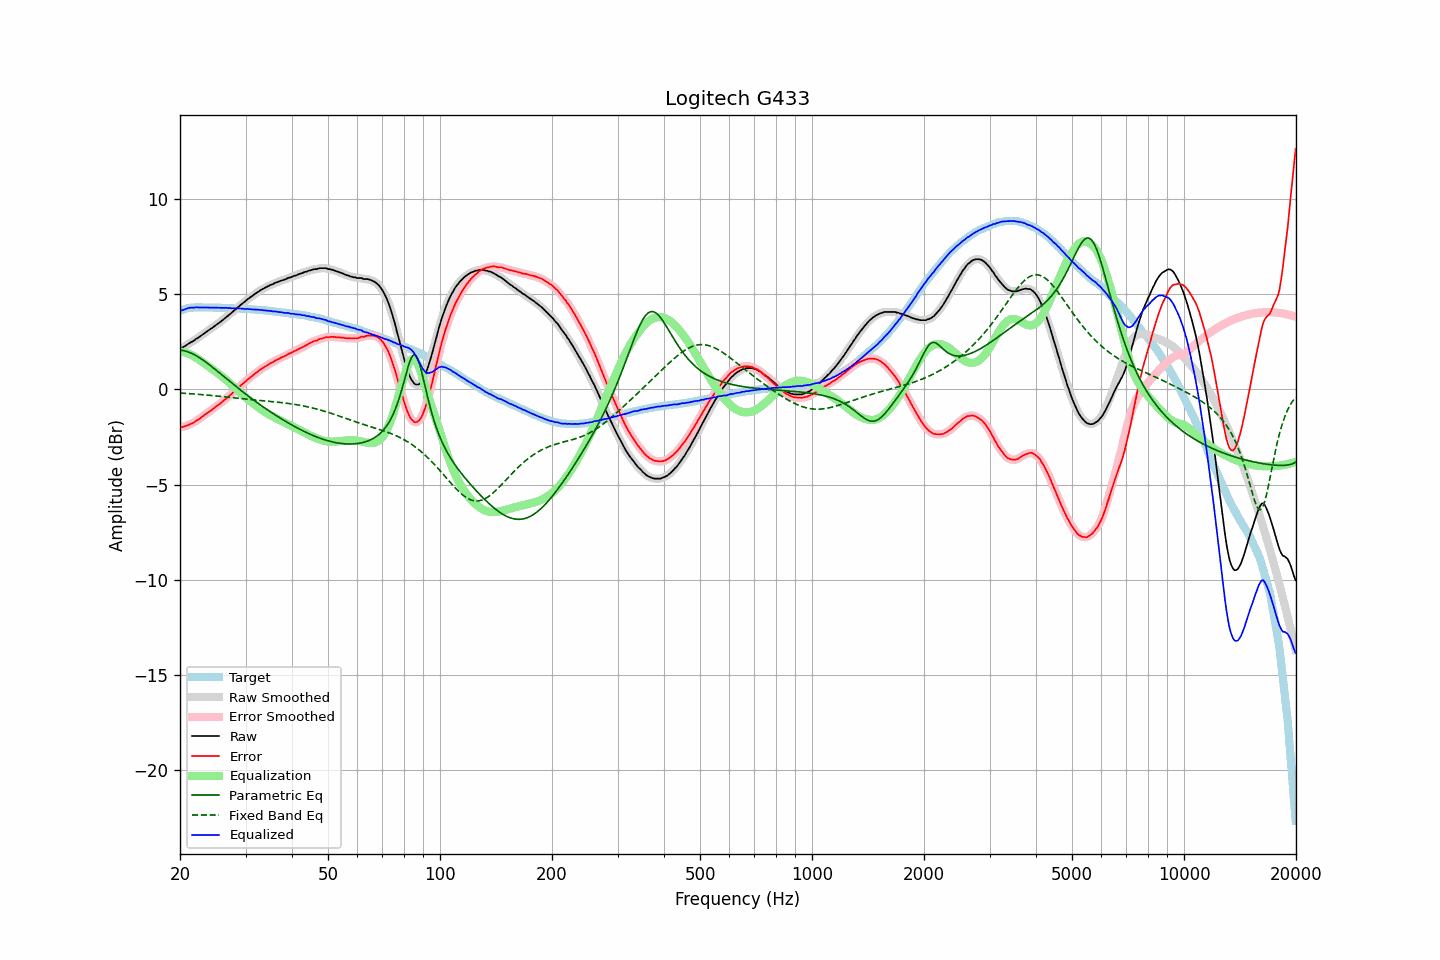 Logitech G433
10
5
0
−5
−10
−15
−20
Amplitude (dBr)
Target
Raw Smoothed
Error Smoothed
Raw
Error
Equalization
Parametric Eq
Fixed Band Eq
Equalized
20 50 100 200 500 1000 2000 5000 10000 20000
Frequency (Hz)